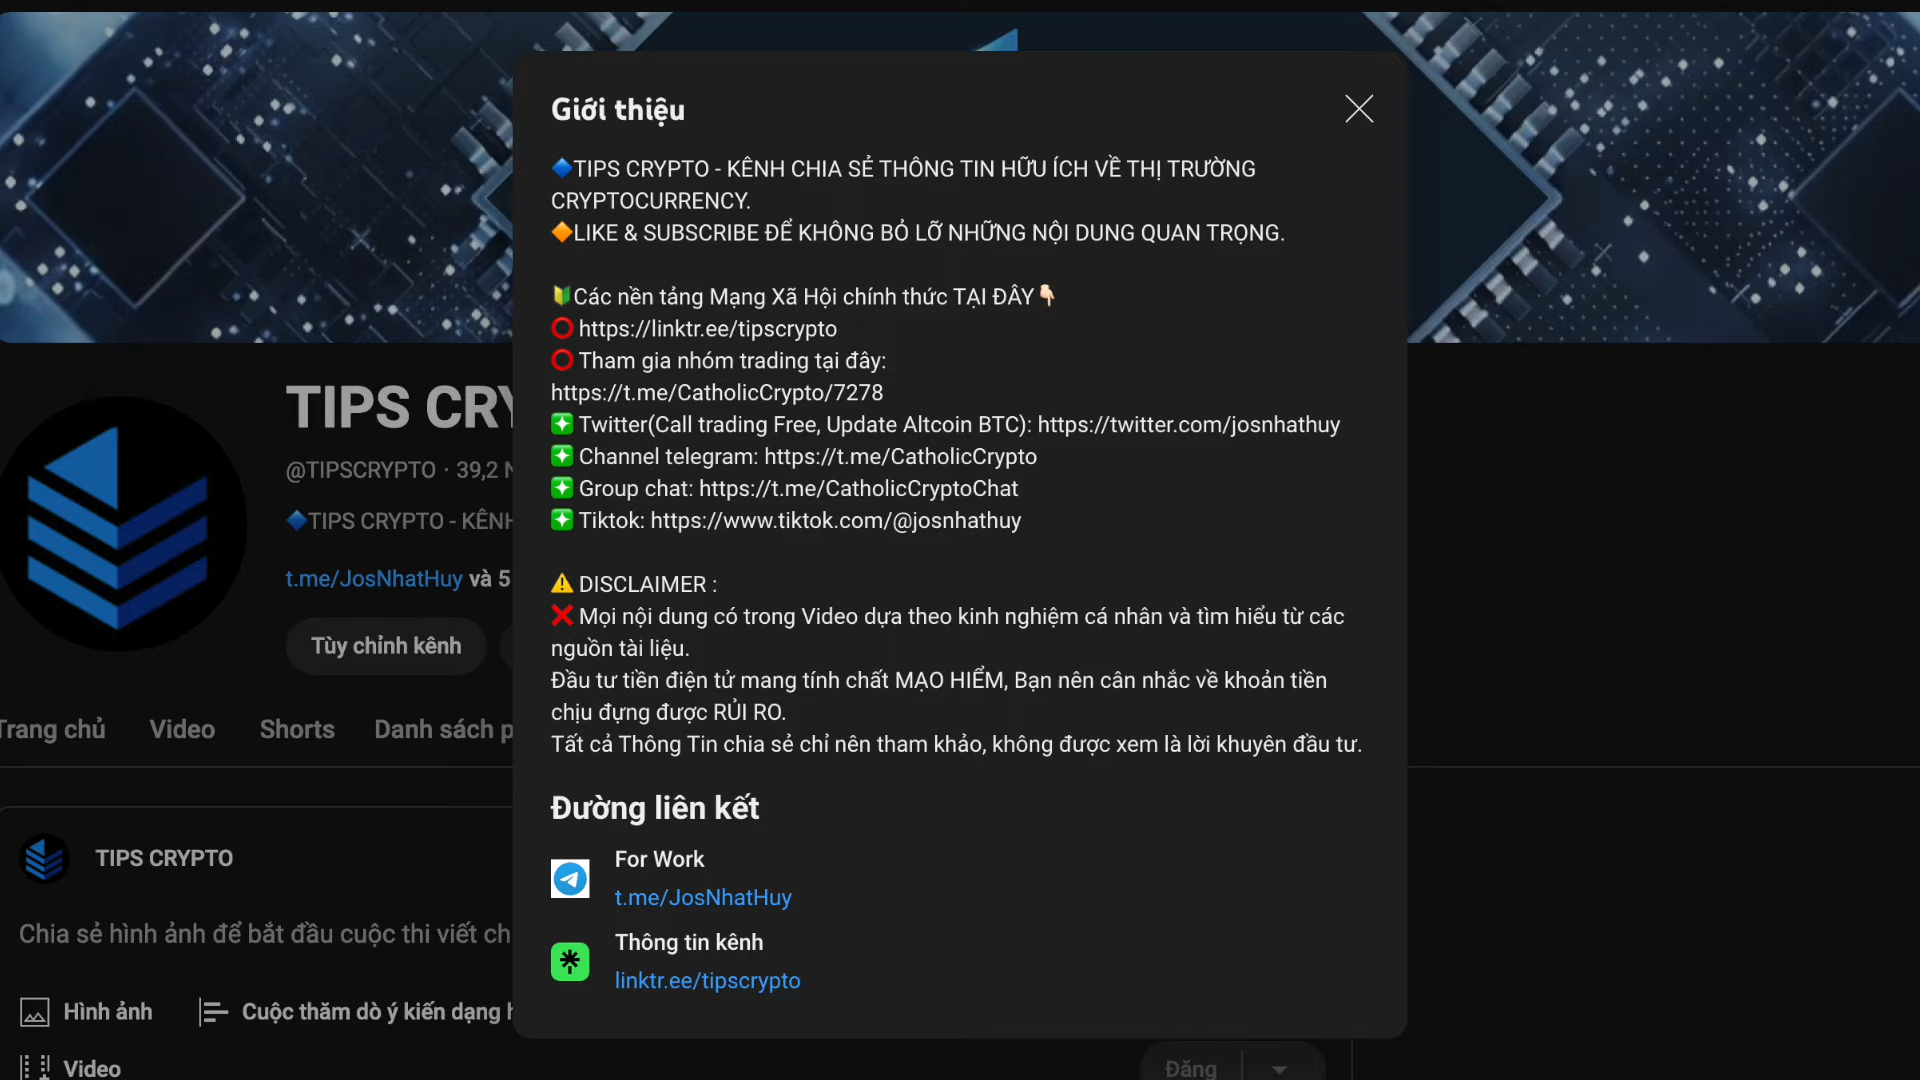 Giới thiệu
🔷TIPS CRYPTO - KÊNH CHIA SẺ THÔNG TIN HỮU ÍCH VỀ THỊ TRƯỜNG
CRYPTOCURRENCY.
🔶LIKE & SUBSCRIBE ĐỂ KHÔNG BỎ LỠ NHỮNG NỘI DUNG QUAN TRỌNG.
🔰Các nền tảng Mạng Xã Hội chính thức TẠI ĐÂY👇🏻
⭕ https://linktr.ee/tipscrypto
⭕ Tham gia nhóm trading tại đây:
https://t.me/CatholicCrypto/7278
❇️ Twitter(Call trading Free, Update Altcoin BTC): https://twitter.com/josnhathuy
❇️ Channel telegram: https://t.me/CatholicCrypto
❇️ Group chat: https://t.me/CatholicCryptoChat
❇️ Tiktok: https://www.tiktok.com/@josnhathuy
⚠️ DISCLAIMER :
❌ Mọi nội dung có trong Video dựa theo kinh nghiệm cá nhân và tìm hiểu từ các
nguồn tài liệu.
Đầu tư tiền điện tử mang tính chất MẠO HIỂM, Bạn nên cân nhắc về khoản tiền
chịu đựng được RỦI RO.
Tất cả Thông Tin chia sẻ chỉ nên tham khảo, không được xem là lời khuyên đầu tư.
Đường liên kết
For Work
t.me/JosNhatHuy
Thông tin kênh
linktr.ee/tipscrypto
TIPS CRY
@TIPSCRYPTO · 39,2 N
🔷TIPS CRYPTO - KÊNH
t.me/JosNhatHuy và 5
Tùy chỉnh kênh
Trang chủ Video Shorts Danh sách p
TIPS CRYPTO
Chia sẻ hình ảnh để bắt đầu cuộc thi viết ch
Hình ảnh Cuộc thăm dò ý kiến dạng h
Video
Đăng